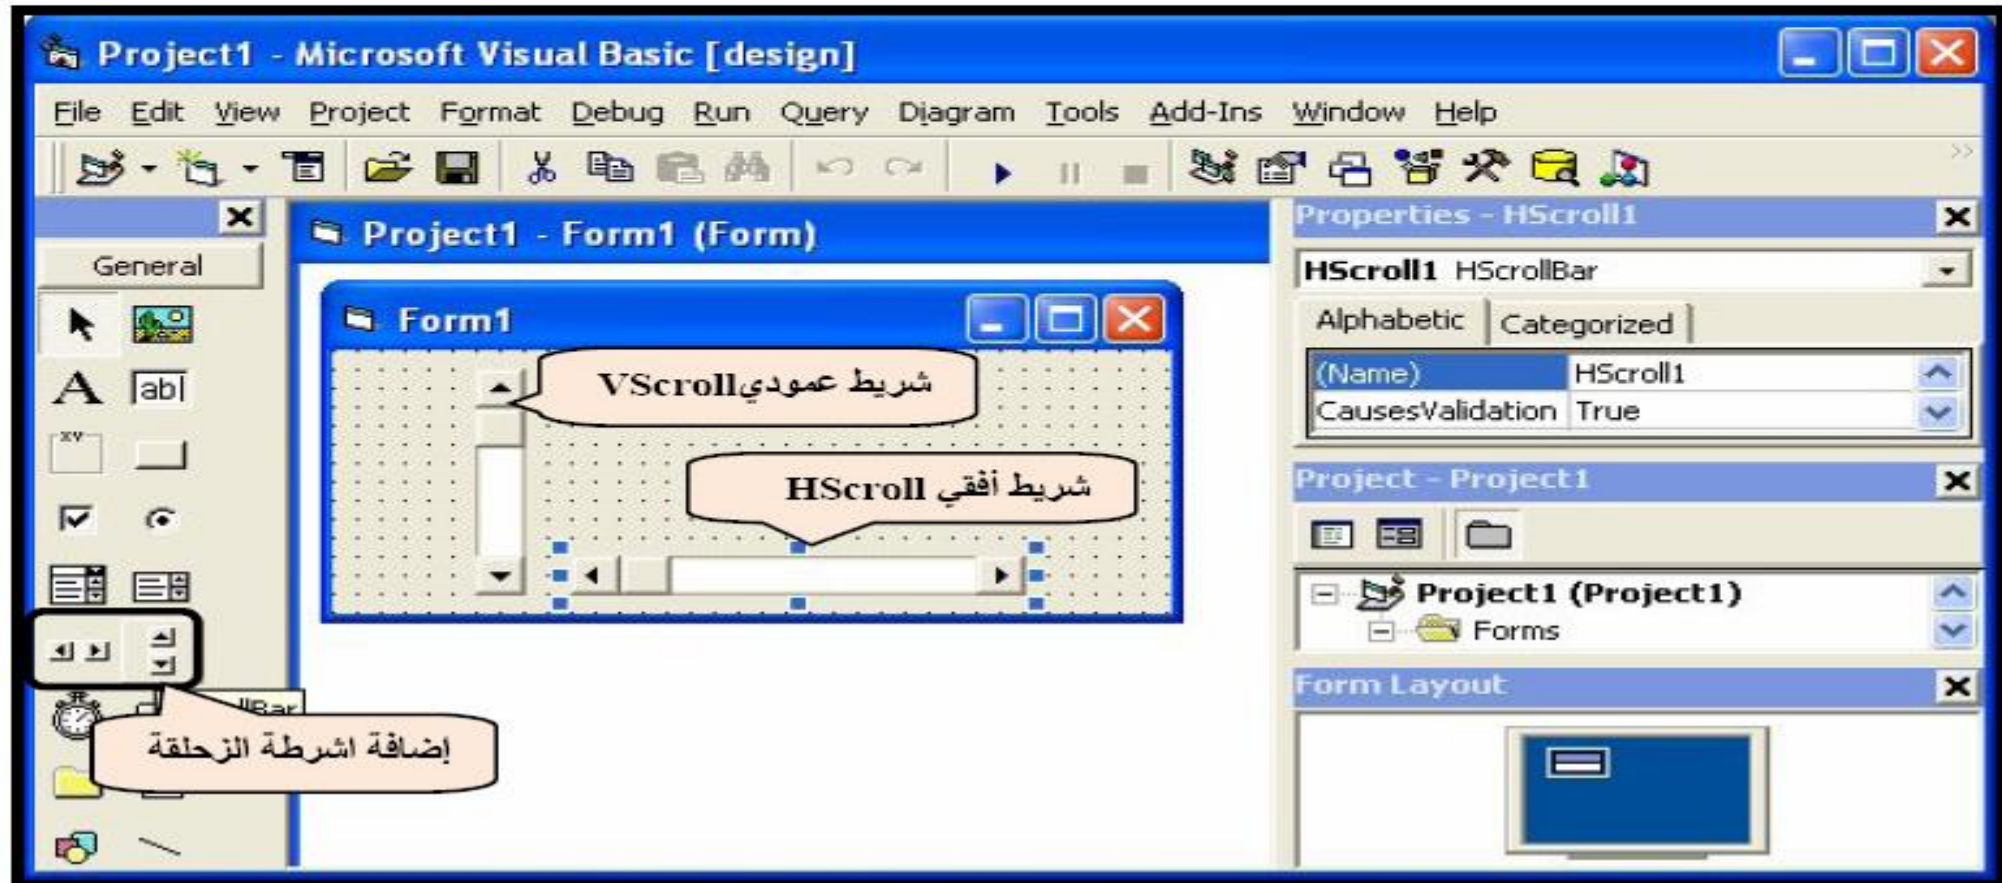 Project1 - Microsoft Visual Basic [design]
File Edit View Project Format Debug Run Query Diagram Tools Add-Ins Window Help
General
Project1 - Form1 (Form)
Form1
شريط عمودي VScroll
شريط أفقي HScroll
إضافة اشرطة الزحلقة
Properties - HScroll1
HScroll1 HScrollBar
Alphabetic Categorized
(Name) HScroll1
CausesValidation True
Project - Project1
Project1 (Project1)
Forms
Form Layout